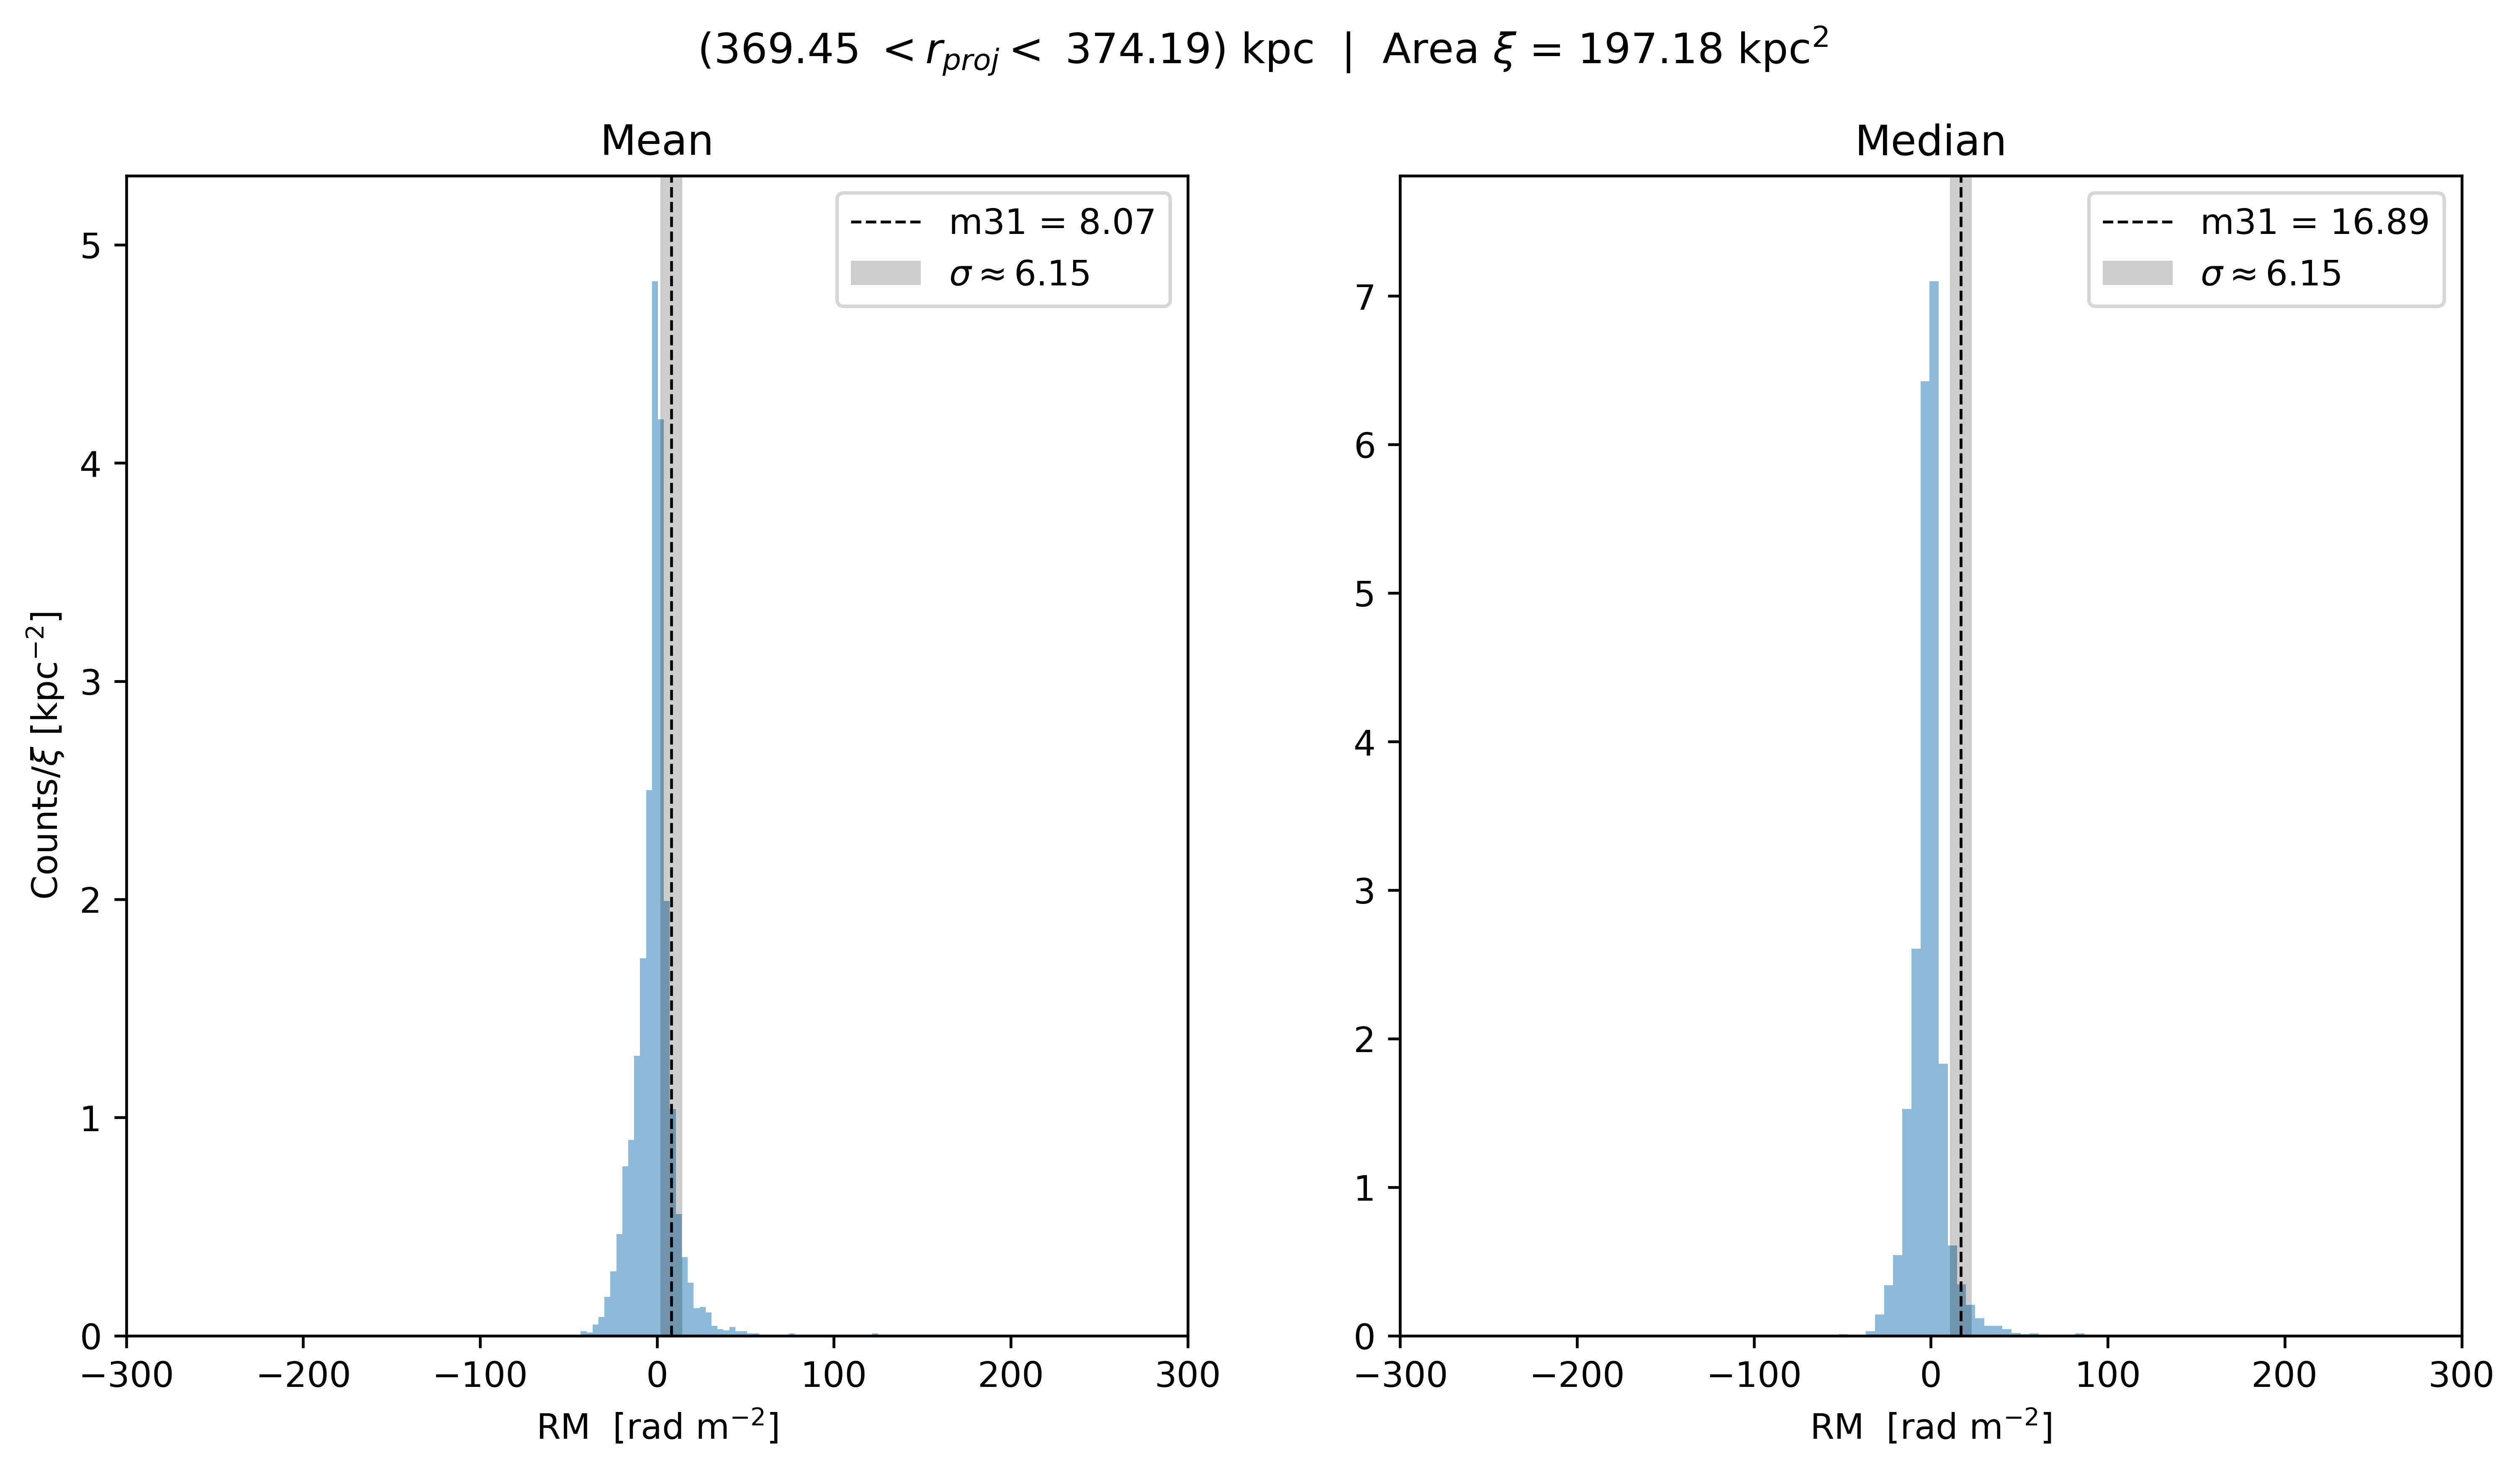 (369.45 < r_proj < 374.19) kpc | Area ξ = 197.18 kpc²
Mean
m31 = 8.07
σ ≈ 6.15
5
4
3
2
1
0
Counts/ξ [kpc⁻²]
−300 −200 −100 0 100 200 300
RM [rad m⁻²]
Median
m31 = 16.89
σ ≈ 6.15
7
6
5
4
3
2
1
0
−300 −200 −100 0 100 200 300
RM [rad m⁻²]